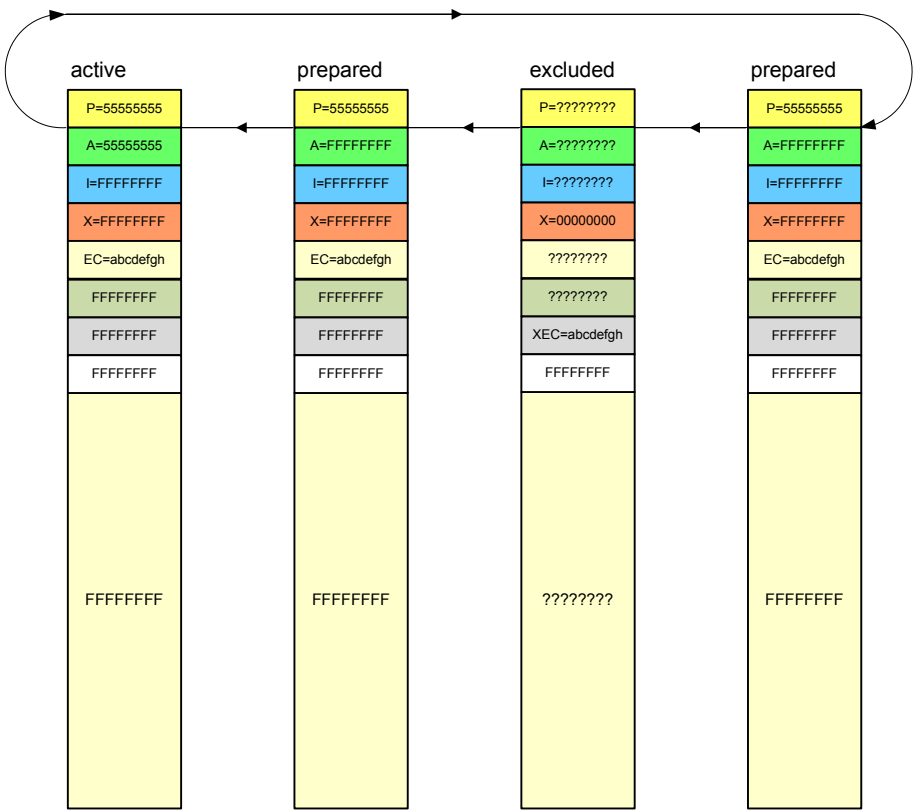 active
P=55555555
A=55555555
I=FFFFFFFF
X=FFFFFFFF
EC=abcdefgh
FFFFFFFF
FFFFFFFF
FFFFFFFF
FFFFFFFF
prepared
P=55555555
A=FFFFFFFF
I=FFFFFFFF
X=FFFFFFFF
EC=abcdefgh
FFFFFFFF
FFFFFFFF
FFFFFFFF
FFFFFFFF
excluded
P=????????
A=????????
I=????????
X=00000000
????????
????????
XEC=abcdefgh
FFFFFFFF
????????
prepared
P=55555555
A=FFFFFFFF
I=FFFFFFFF
X=FFFFFFFF
EC=abcdefgh
FFFFFFFF
FFFFFFFF
FFFFFFFF
FFFFFFFF